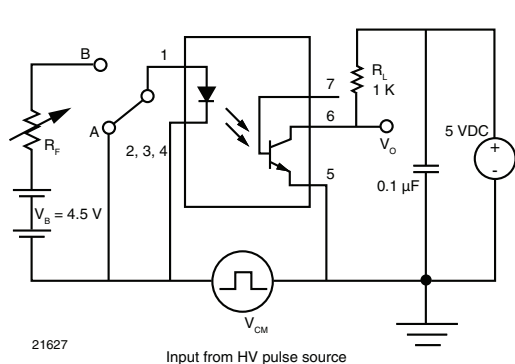 B
1
7
R_L
1 K
A
R_F
6
V_O
5 VDC
+
-
2, 3, 4
5
0.1 µF
V_B = 4.5 V
V_CM
21627
Input from HV pulse source